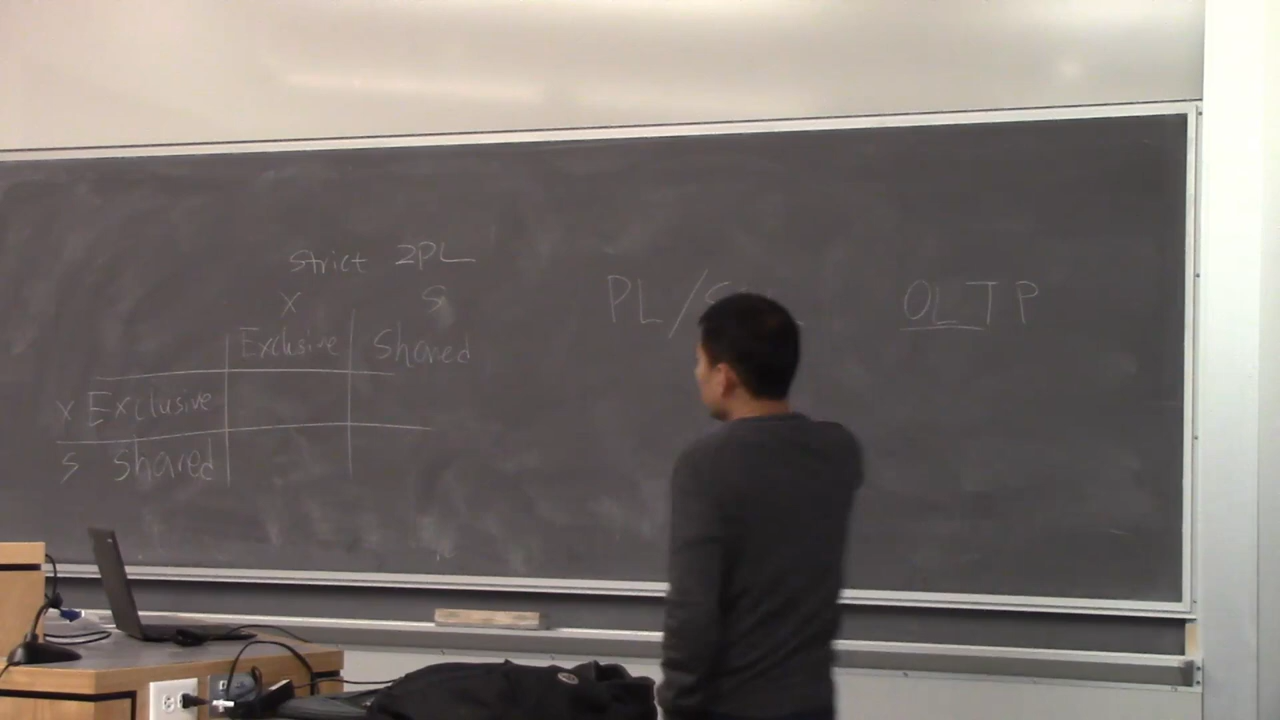 strict 2PL
X S
Exclusive Shared
X Exclusive
S shared
PL/
OLTP